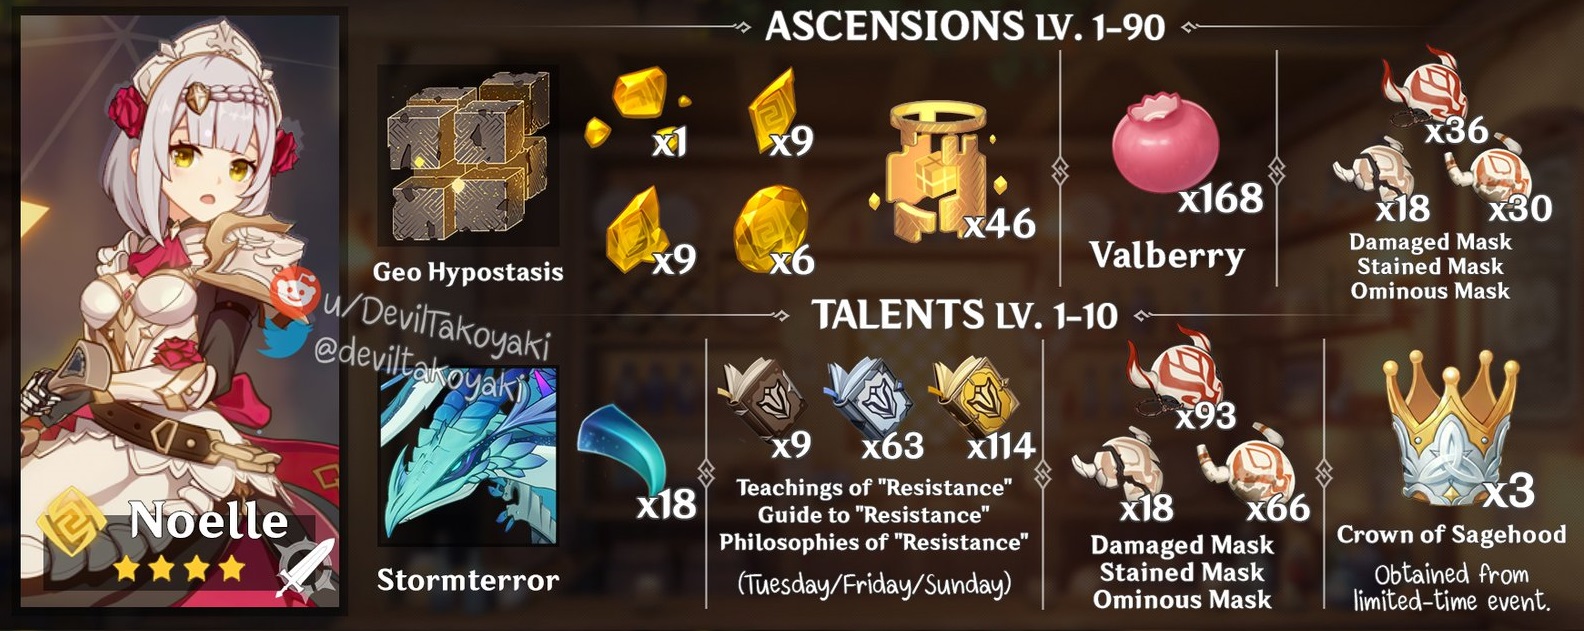 ASCENSIONS LV. 1-90
x1
x9
x9
x6
x46
x168
x36
x18
x30
Geo Hypostasis
Valberry
Damaged Mask
Stained Mask
Ominous Mask
u/DevilTakoyaki
@deviltakoyaki
TALENTS LV. 1-10
x18
x9
x63
x114
x93
x18
x66
x3
Teachings of "Resistance"
Guide to "Resistance"
Philosophies of "Resistance"
(Tuesday/Friday/Sunday)
Damaged Mask
Stained Mask
Ominous Mask
Crown of Sagehood
Obtained from
limited-time event.
Noelle
Stormterror